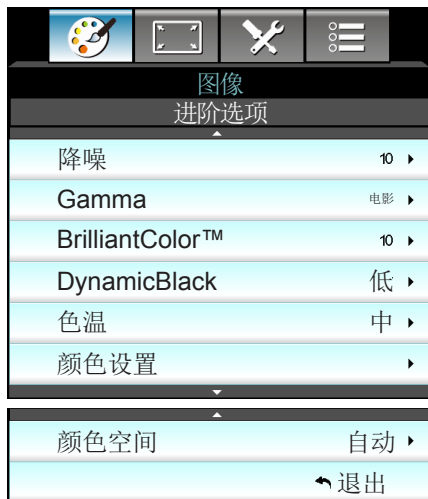 图像
进阶选项
降噪 10
Gamma 电影
BrilliantColor™ 10
DynamicBlack 低
色温 中
颜色设置
颜色空间 自动
退出